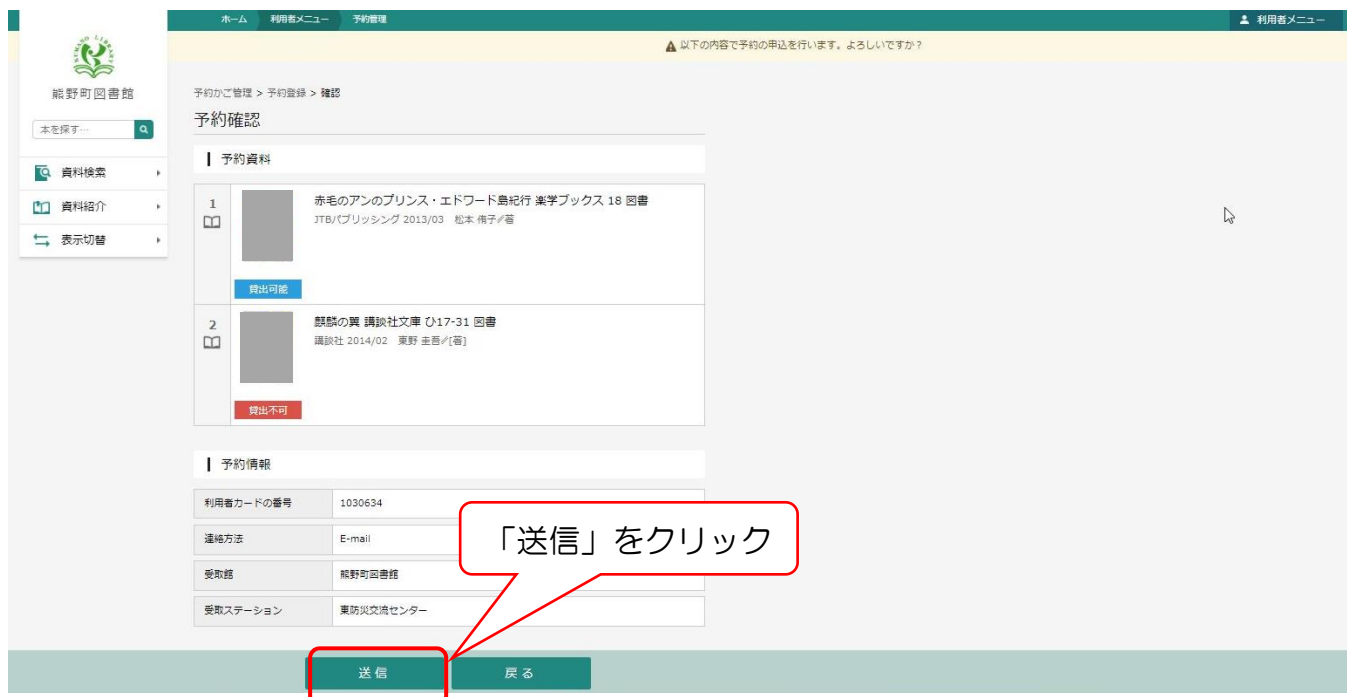 ホーム 利用者メニュー 予約管理 利用者メニュー
以下の内容で予約の申込を行います。よろしいですか？
KUMANO LIBRARY
熊野町図書館
本を探す…
資料検索
資料紹介
表示切替
予約かご管理 > 予約登録 > 確認
予約確認
予約資料
1
赤毛のアンのプリンス・エドワード島紀行 楽学ブックス 18 図書
JTBパブリッシング 2013/03 松本 侑子／著
貸出可能
2
麒麟の翼 講談社文庫 ひ17-31 図書
講談社 2014/02 東野 圭吾／[著]
貸出不可
予約情報
利用者カードの番号 1030634
連絡方法 E-mail
受取館 熊野町図書館
受取ステーション 東防災交流センター
「送信」をクリック
送信 戻る